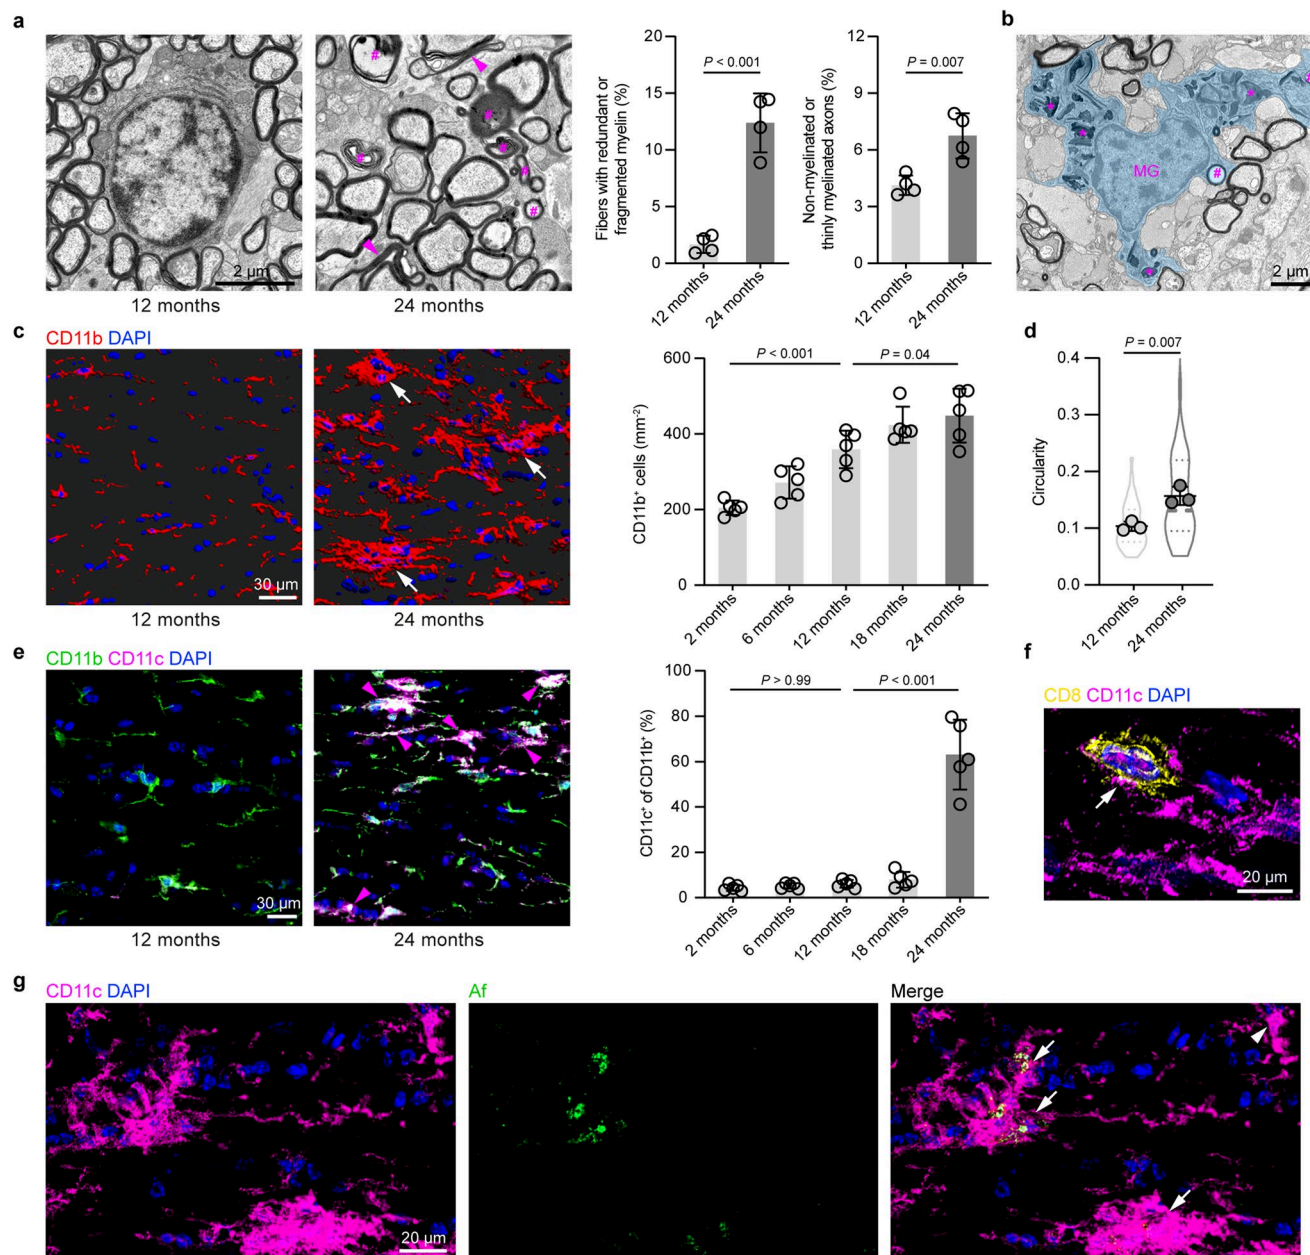 a
#
#
#
#
#
#
2 µm
12 months
24 months
Fibers with redundant or
fragmented myelin (%)
20
15
10
5
0
P < 0.001
12 months
24 months
Non-myelinated or
thinly myelinated axons (%)
12
9
6
3
0
P = 0.007
12 months
24 months
b
*
*
*
*
#
#
MG
2 µm
c
CD11b DAPI
30 µm
12 months
24 months
CD11b⁺ cells (mm⁻²)
600
400
200
0
P < 0.001
P = 0.04
2 months
6 months
12 months
18 months
24 months
d
Circularity
0.4
0.3
0.2
0.1
0.0
P = 0.007
12 months
24 months
e
CD11b CD11c DAPI
30 µm
30 µm
12 months
24 months
CD11c⁺ of CD11b⁺ (%)
100
80
60
40
20
0
P > 0.99
P < 0.001
2 months
6 months
12 months
18 months
24 months
f
CD8 CD11c DAPI
20 µm
g
CD11c DAPI
Af
Merge
20 µm